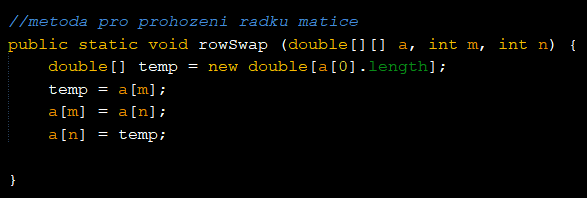 //metoda pro prohozeni radku matice
public static void rowSwap (double[][] a, int m, int n) {
    double[] temp = new double[a[0].length];
    temp = a[m];
    a[m] = a[n];
    a[n] = temp;

}